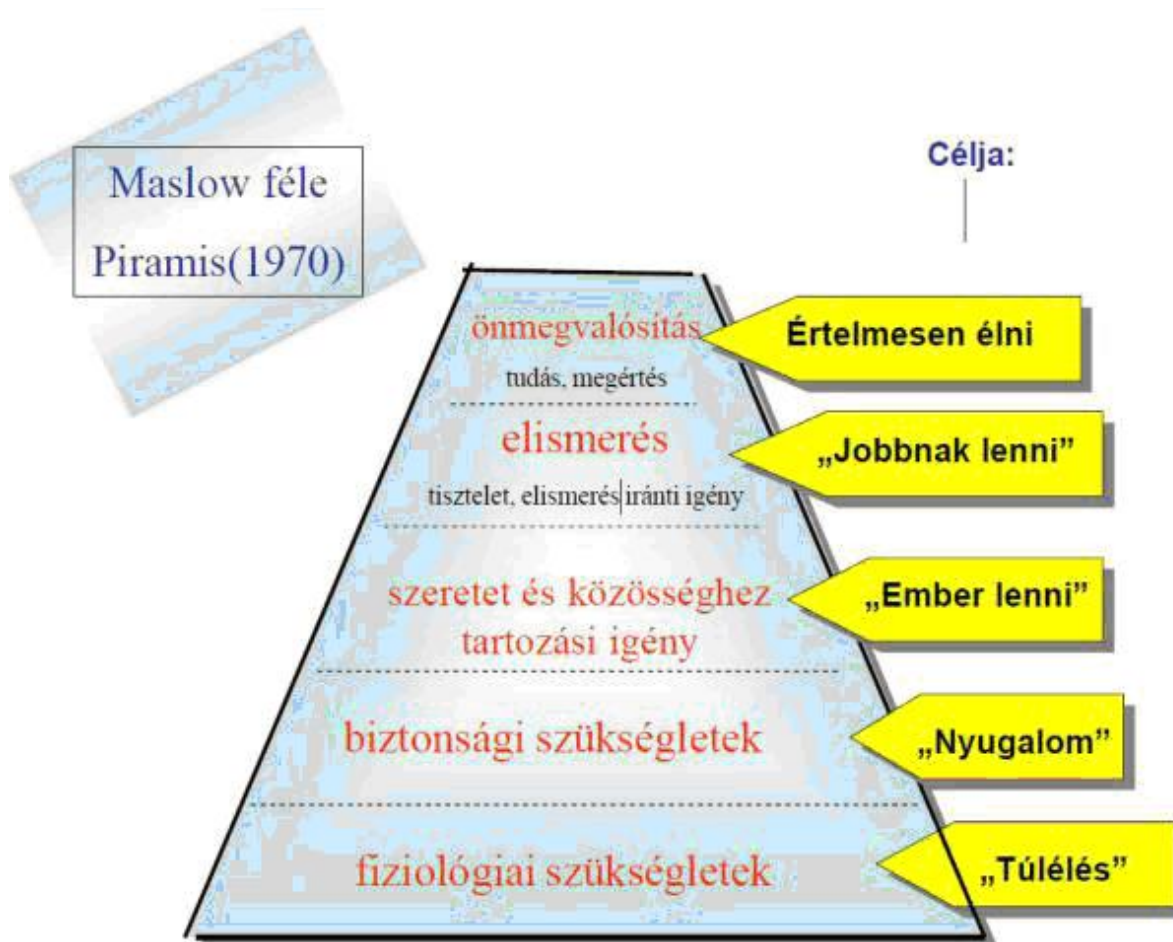 Maslow féle
Piramis(1970)
Célja:
önmegvalósítás
tudás, megértés
Értelmesen élni
elismerés
tisztelet, elismerés iránti igény
„Jobbnak lenni”
szeretet és közösséghez
tartozási igény
„Ember lenni”
biztonsági szükségletek
„Nyugalom”
fiziológiai szükségletek
„Túlélés”